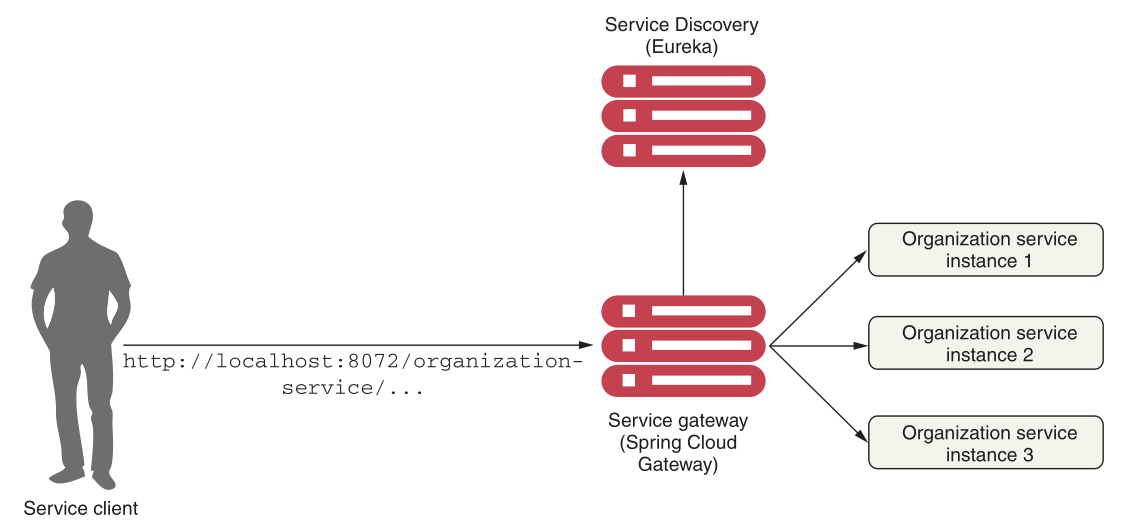 Service Discovery
(Eureka)
Organization service
instance 1
http://localhost:8072/organization-
service/...
Organization service
instance 2
Service gateway
(Spring Cloud
Gateway)
Organization service
instance 3
Service client